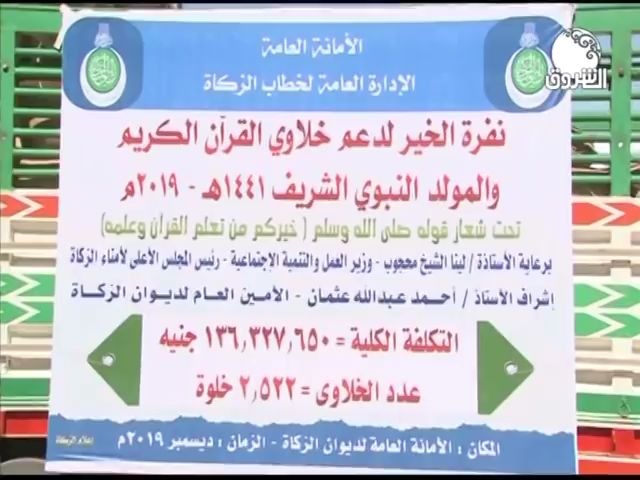 الشروق
الأمانة العامة
الإدارة العامة لخطاب الزكاة
نفرة الخير لدعم خلاوي القرآن الكريم
والمولد النبوي الشريف ١٤٤١هـ - ٢٠١٩م
تحت شعار قوله صلى الله وسلم ( خيركم من تعلم القرآن وعلمه)
برعاية الأستاذة / لينا الشيخ محجوب - وزير العمل والتنمية الإجتماعية - رئيس المجلس الأعلى لأمناء الزكاة
إشراف الأستاذ / أحمد عبدالله عثمان - الأمين العام لديوان الزكاة
التكلفة الكلية = ١٣٦,٣٢٧,٦٥٠ جنيه
عدد الخلاوى = ٢,٥٢٢ خلوة
المكان : الأمانة العامة لديوان الزكاة - الزمان : ديسمبر ٢٠١٩م
إعلام الزكاة